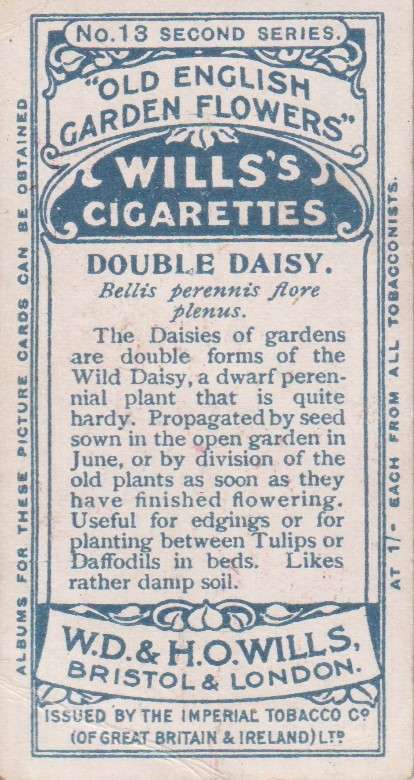 No. 13 SECOND SERIES.
"OLD ENGLISH
GARDEN FLOWERS"
WILLS'S
CIGARETTES
DOUBLE DAISY.
Bellis perennis flore
plenus.
The Daisies of gardens
are double forms of the
Wild Daisy, a dwarf peren-
nial plant that is quite
hardy. Propagated by seed
sown in the open garden in
June, or by division of the
old plants as soon as they
have finished flowering.
Useful for edgings or for
planting between Tulips or
Daffodils in beds. Likes
rather damp soil.
W.D. & H.O. WILLS,
BRISTOL & LONDON.
ISSUED BY THE IMPERIAL TOBACCO Co
(OF GREAT BRITAIN & IRELAND) LTD.
ALBUMS FOR THESE PICTURE CARDS CAN BE OBTAINED
AT 1/- EACH FROM ALL TOBACCONISTS.